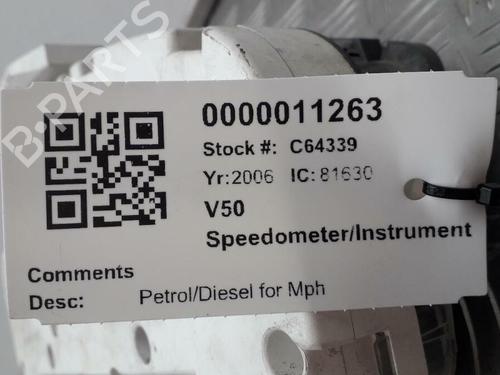 B-PARTS
0000011263
Stock #: C64339
Yr:2006 IC: 81630
V50
Speedometer/Instrument
Comments
Desc: Petrol/Diesel for Mph